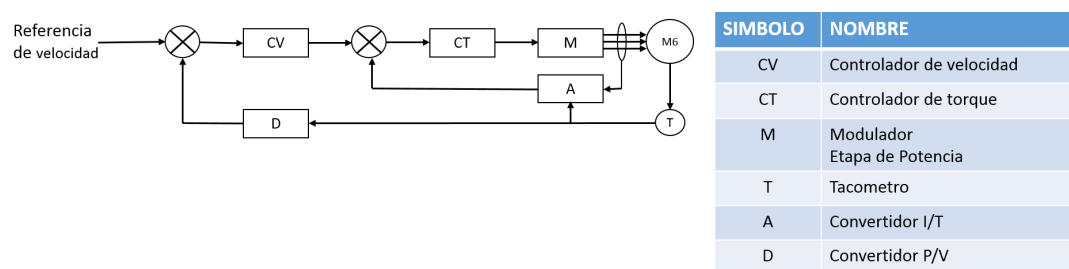 Referencia
de velocidad
CV
CT
M
M6
A
D
T
SIMBOLO NOMBRE
CV Controlador de velocidad
CT Controlador de torque
M Modulador
Etapa de Potencia
T Tacometro
A Convertidor I/T
D Convertidor P/V